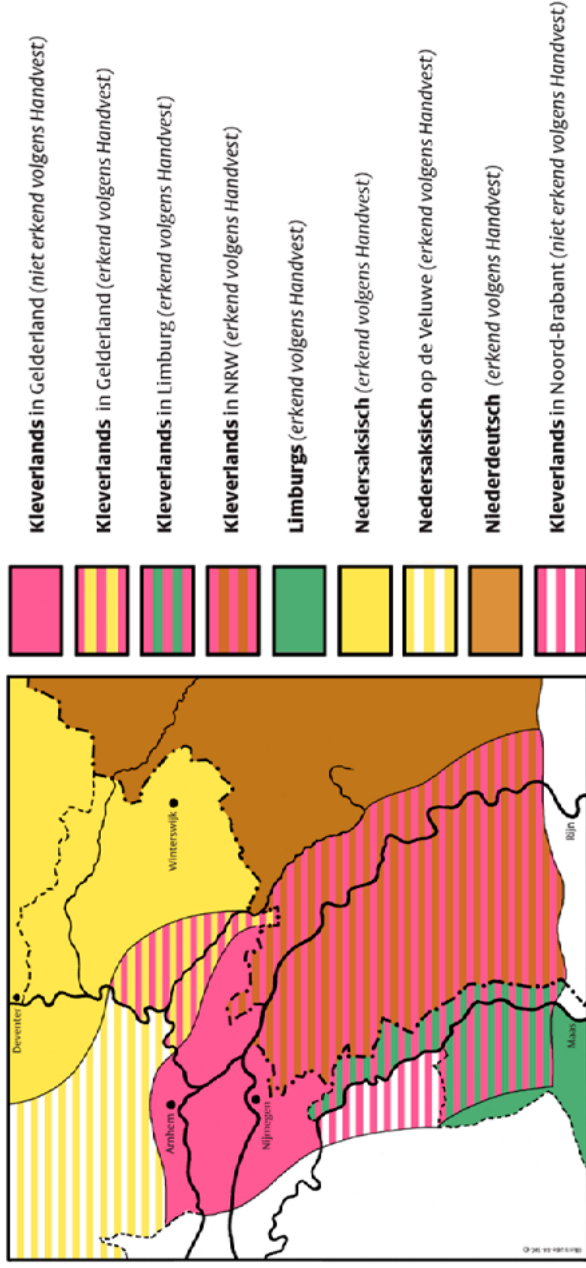 Kleverlands in Gelderland (niet erkend volgens Handvest)
Kleverlands in Gelderland (erkend volgens Handvest)
Kleverlands in Limburg (erkend volgens Handvest)
Kleverlands in NRW (erkend volgens Handvest)
Limburgs (erkend volgens Handvest)
Nedersaksisch (erkend volgens Handvest)
Nedersaksisch op de Veluwe (erkend volgens Handvest)
Niederdeutsch (erkend volgens Handvest)
Kleverlands in Noord-Brabant (niet erkend volgens Handvest)
Deventer
Winterswijk
Arnhem
Nijmegen
Rijn
Maas